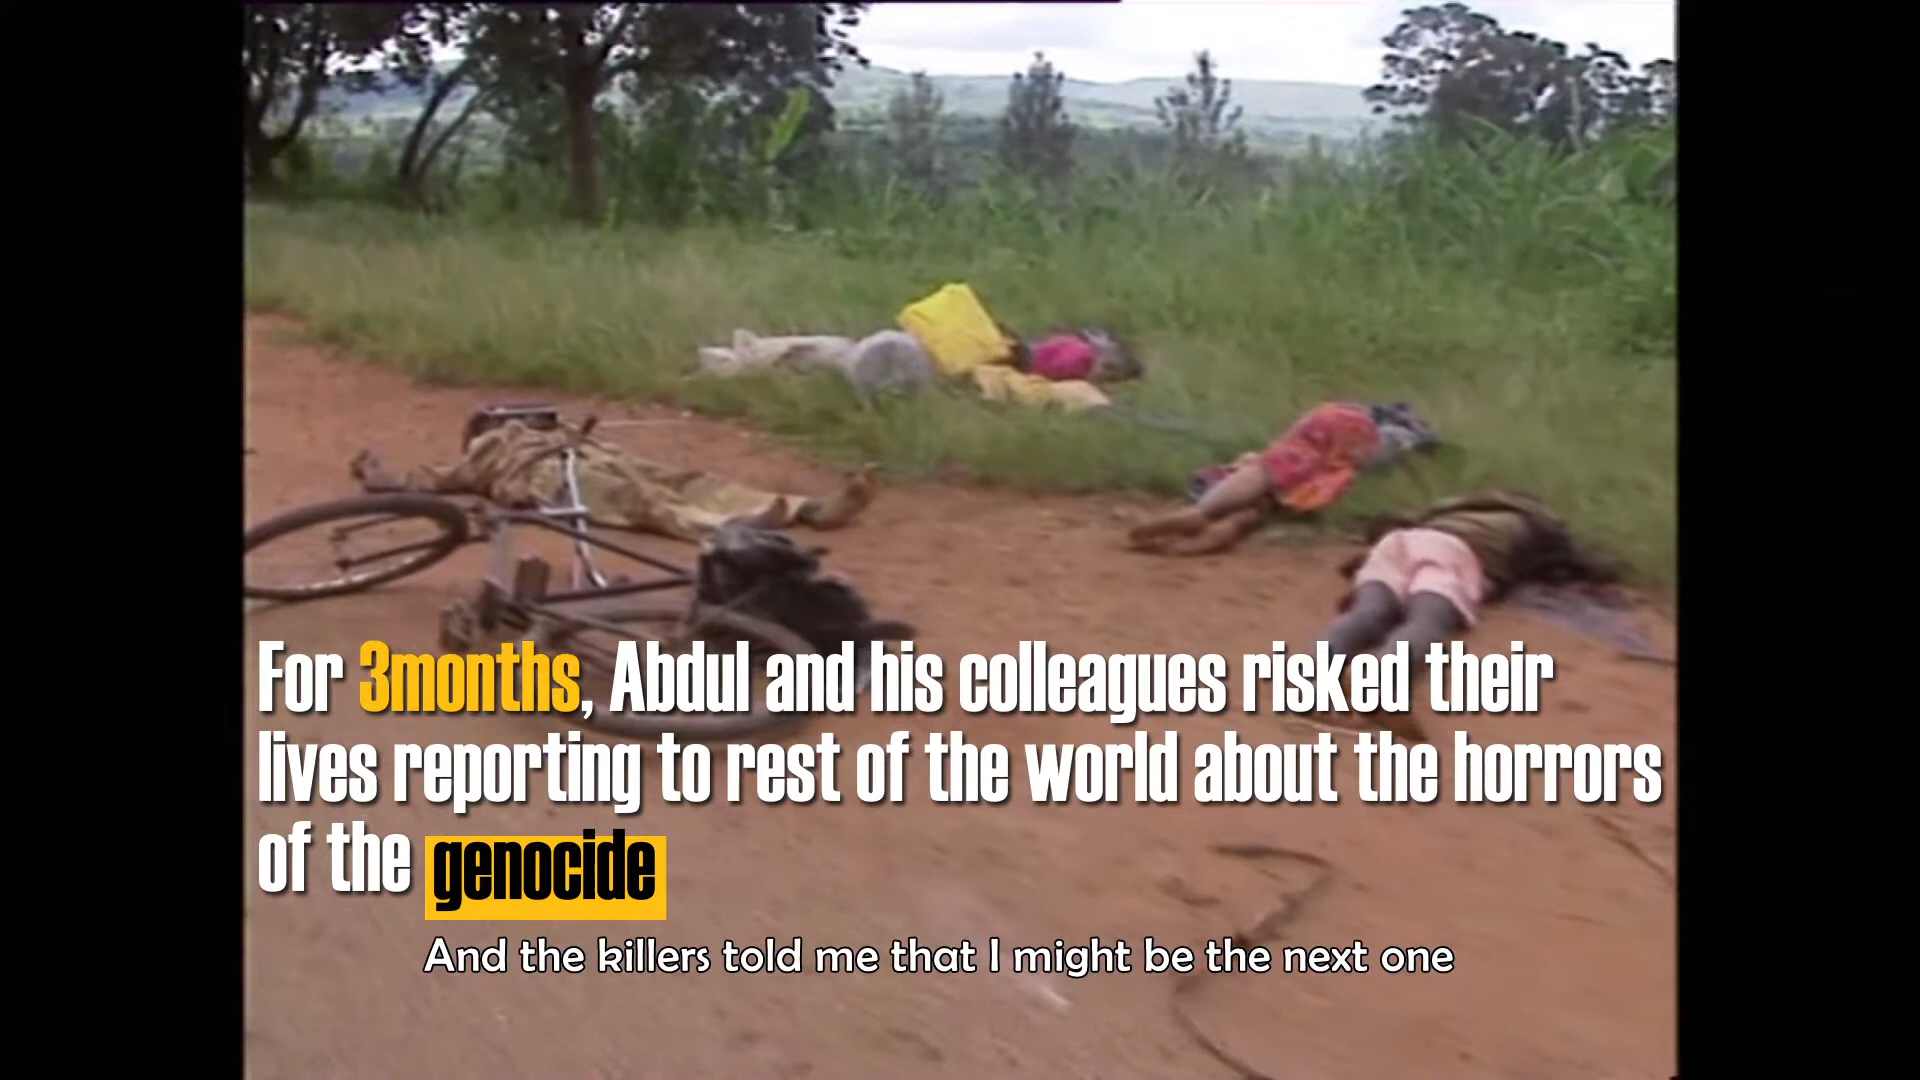 For 3months, Abdul and his colleagues risked their
lives reporting to rest of the world about the horrors
of the genocide
And the killers told me that I might be the next one